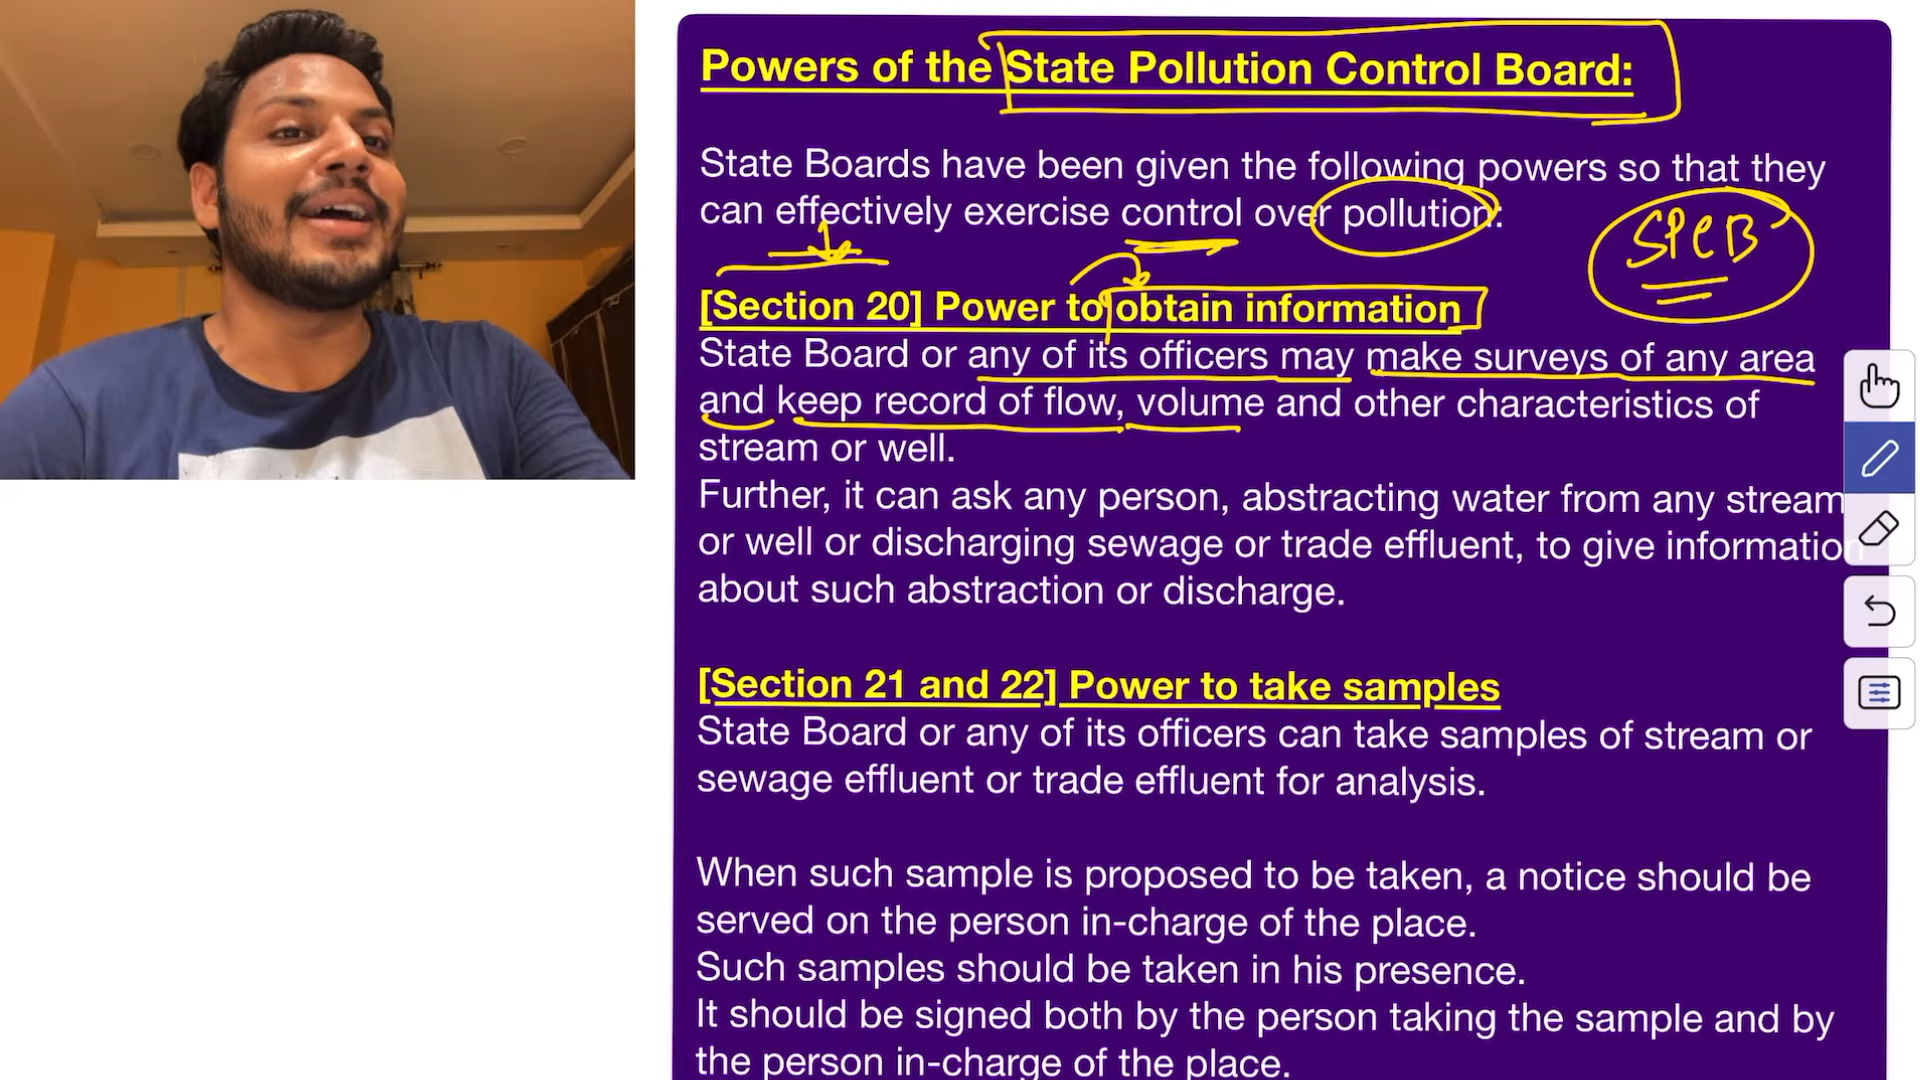 Powers of the State Pollution Control Board:
State Boards have been given the following powers so that they
can effectively exercise control over pollution:
SPCB
[Section 20] Power to obtain information
State Board or any of its officers may make surveys of any area
and keep record of flow, volume and other characteristics of
stream or well.
Further, it can ask any person, abstracting water from any stream
or well or discharging sewage or trade effluent, to give information
about such abstraction or discharge.
[Section 21 and 22] Power to take samples
State Board or any of its officers can take samples of stream or
sewage effluent or trade effluent for analysis.
When such sample is proposed to be taken, a notice should be
served on the person in-charge of the place.
Such samples should be taken in his presence.
It should be signed both by the person taking the sample and by
the person in-charge of the place.